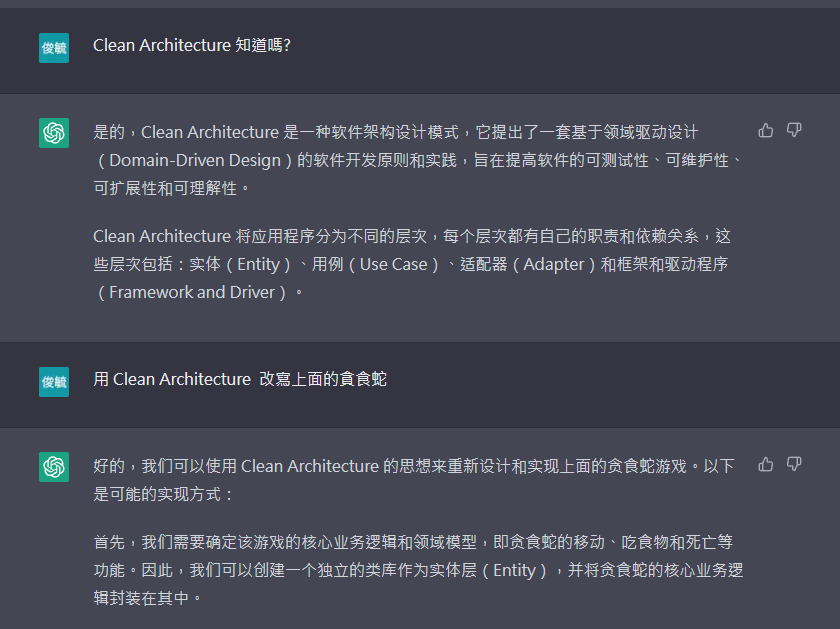 俊毓
Clean Architecture 知道嗎?
是的，Clean Architecture 是一种软件架构设计模式，它提出了一套基于领域驱动设计
（Domain-Driven Design）的软件开发原则和实践，旨在提高软件的可测试性、可维护性、
可扩展性和可理解性。
Clean Architecture 将应用程序分为不同的层次，每个层次都有自己的职责和依赖关系，这
些层次包括：实体（Entity）、用例（Use Case）、适配器（Adapter）和框架和驱动程序
（Framework and Driver）。
俊毓
用 Clean Architecture 改寫上面的貪食蛇
好的，我们可以使用 Clean Architecture 的思想来重新设计和实现上面的贪食蛇游戏。以下
是可能的实现方式：
首先，我们需要确定该游戏的核心业务逻辑和领域模型，即贪食蛇的移动、吃食物和死亡等
功能。因此，我们可以创建一个独立的类库作为实体层（Entity），并将贪食蛇的核心业务逻
辑封装在其中。